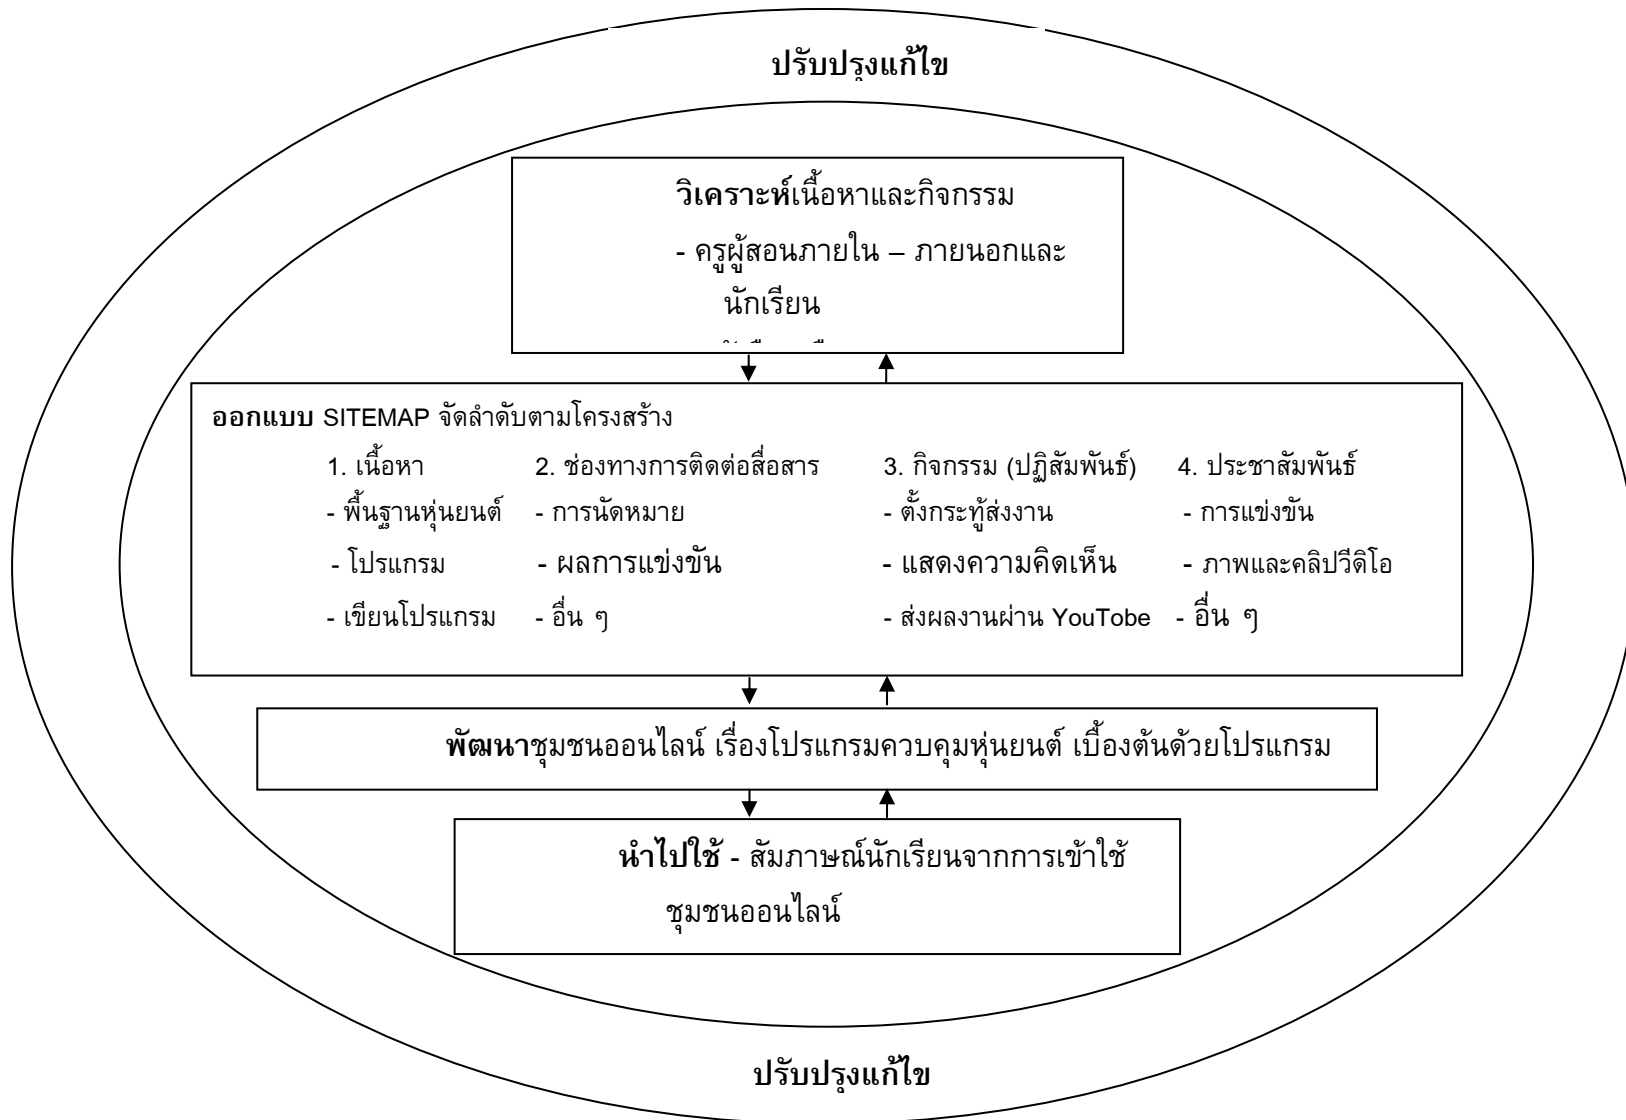 ปรับปรุงแก้ไข
วิเคราะห์เนื้อหาและกิจกรรม
- ครูผู้สอนภายใน – ภายนอกและ
นักเรียน
ออกแบบ SITEMAP จัดลำดับตามโครงสร้าง
1. เนื้อหา 2. ช่องทางการติดต่อสื่อสาร 3. กิจกรรม (ปฏิสัมพันธ์) 4. ประชาสัมพันธ์
- พื้นฐานหุ่นยนต์ - การนัดหมาย - ตั้งกระทู้ส่งงาน - การแข่งขัน
- โปรแกรม - ผลการแข่งขัน - แสดงความคิดเห็น - ภาพและคลิปวีดิโอ
- เขียนโปรแกรม - อื่น ๆ - ส่งผลงานผ่าน YouTobe - อื่น ๆ
พัฒนาชุมชนออนไลน์ เรื่องโปรแกรมควบคุมหุ่นยนต์ เบื้องต้นด้วยโปรแกรม
นำไปใช้ - สัมภาษณ์นักเรียนจากการเข้าใช้
ชุมชนออนไลน์
ปรับปรุงแก้ไข